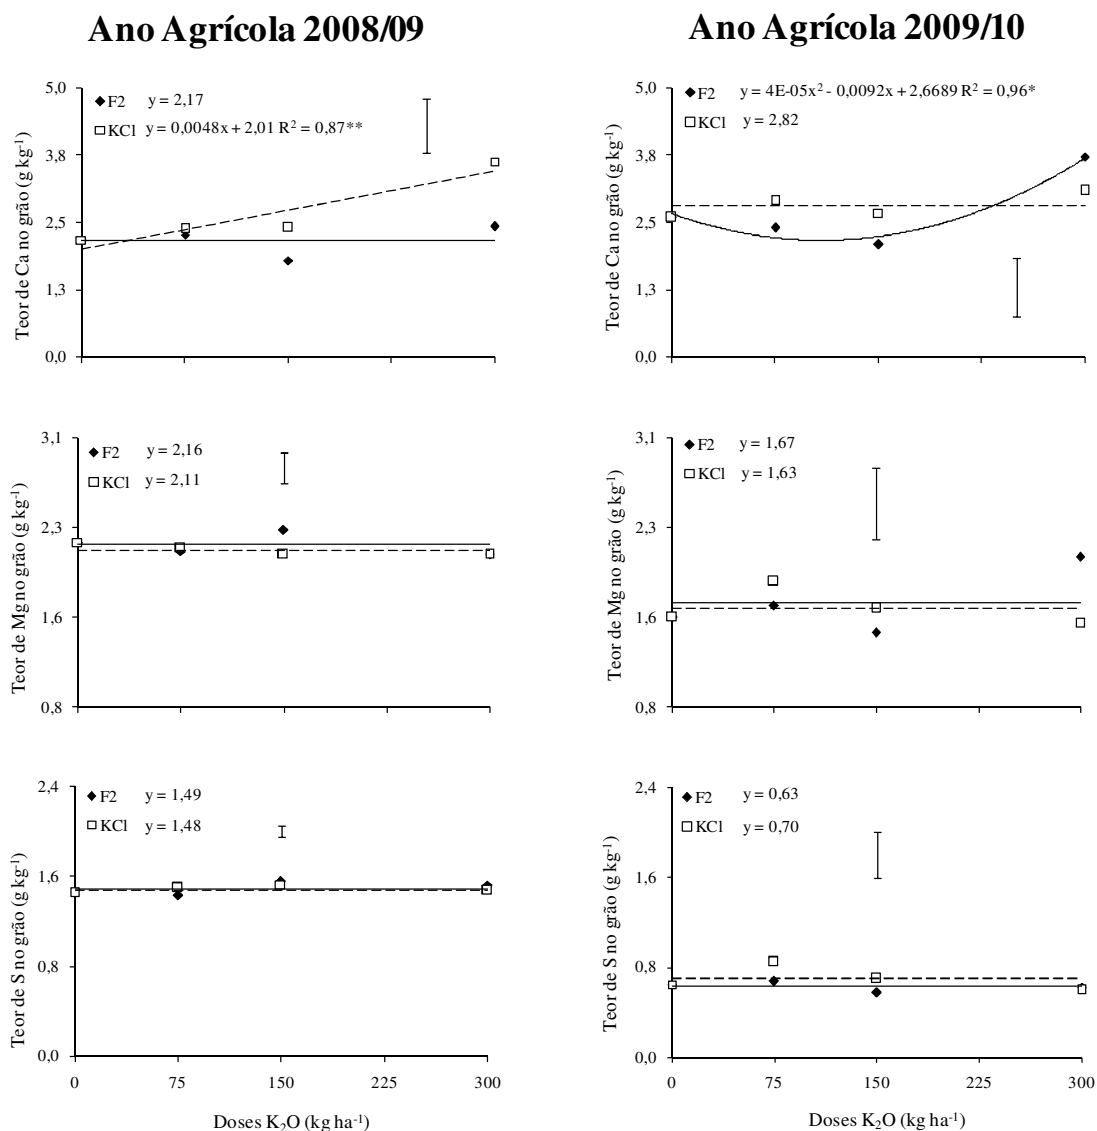 Ano Agrícola 2008/09
Ano Agrícola 2009/10
Teor de Ca no grão (g kg⁻¹)
5,0
3,8
2,5
1,3
0,0
F2 y = 2,17
KCl y = 0,0048x + 2,01 R² = 0,87**
Teor de Ca no grão (g kg⁻¹)
5,0
3,8
2,5
1,3
0,0
F2 y = 4E-05x² - 0,0092x + 2,6689 R² = 0,96*
KCl y = 2,82
Teor de Mg no grão (g kg⁻¹)
3,1
2,3
1,6
0,8
F2 y = 2,16
KCl y = 2,11
Teor de Mg no grão (g kg⁻¹)
3,1
2,3
1,6
0,8
F2 y = 1,67
KCl y = 1,63
Teor de S no grão (g kg⁻¹)
2,4
1,6
0,8
0,0
F2 y = 1,49
KCl y = 1,48
0 75 150 225 300
Doses K₂O (kg ha⁻¹)
Teor de S no grão (g kg⁻¹)
2,4
1,6
0,8
0,0
F2 y = 0,63
KCl y = 0,70
0 75 150 225 300
Doses K₂O (kg ha⁻¹)